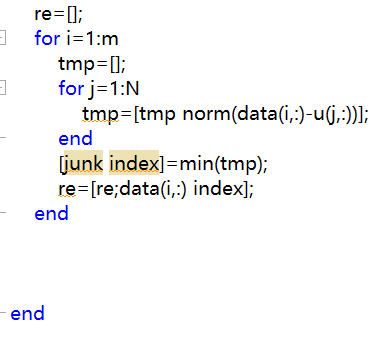 re=[];
for i=1:m
tmp=[];
for j=1:N
tmp=[tmp norm(data(i,:)-u(j,:))];
end
[junk index]=min(tmp);
re=[re;data(i,:) index];
end
end